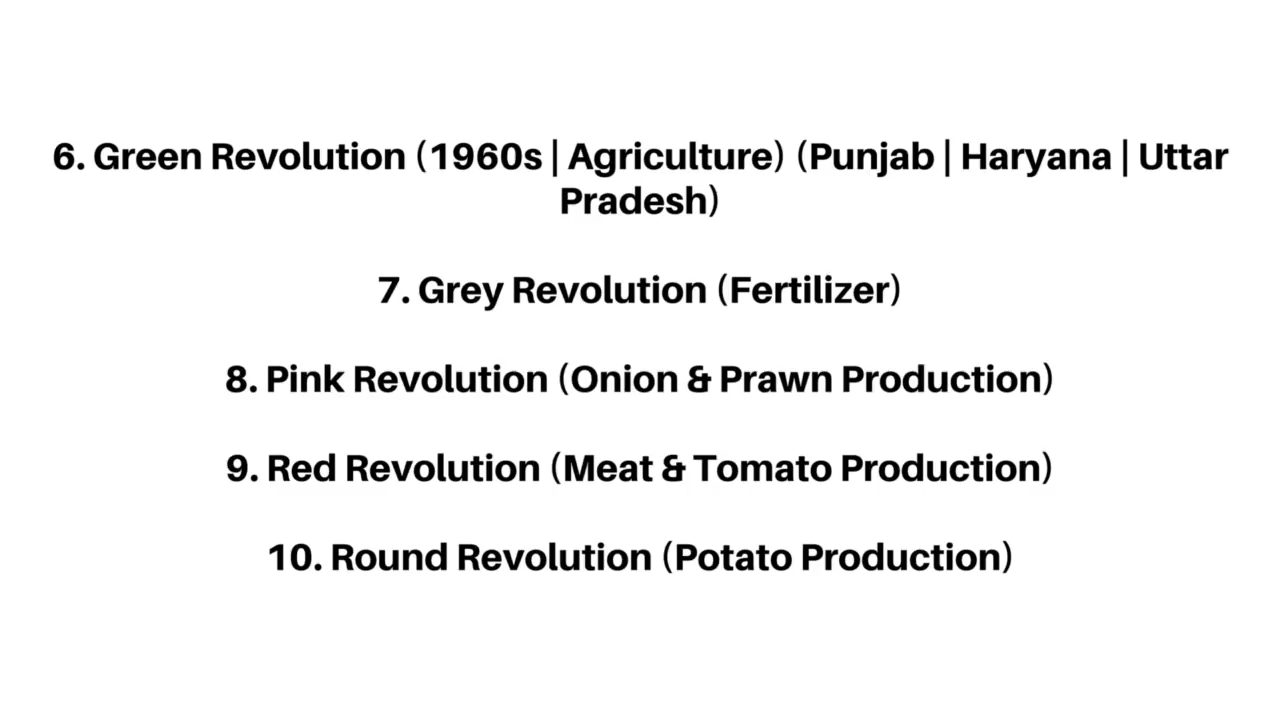 6. Green Revolution (1960s | Agriculture) (Punjab | Haryana | Uttar
Pradesh)
7. Grey Revolution (Fertilizer)
8. Pink Revolution (Onion & Prawn Production)
9. Red Revolution (Meat & Tomato Production)
10. Round Revolution (Potato Production)